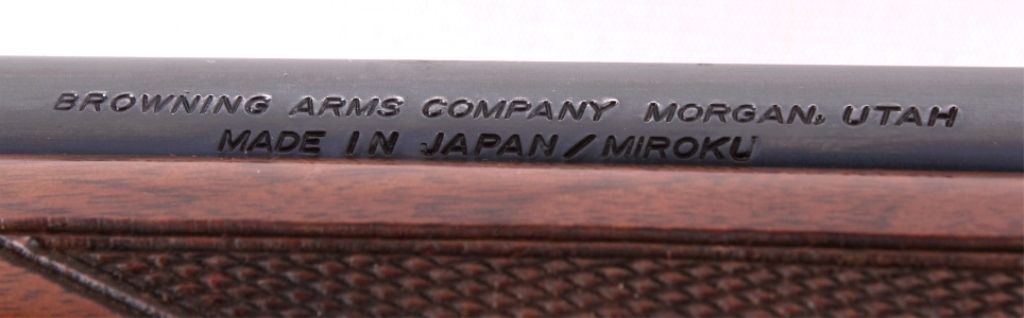 BROWNING ARMS COMPANY MORGAN, UTAH
MADE IN JAPAN/MIROKU